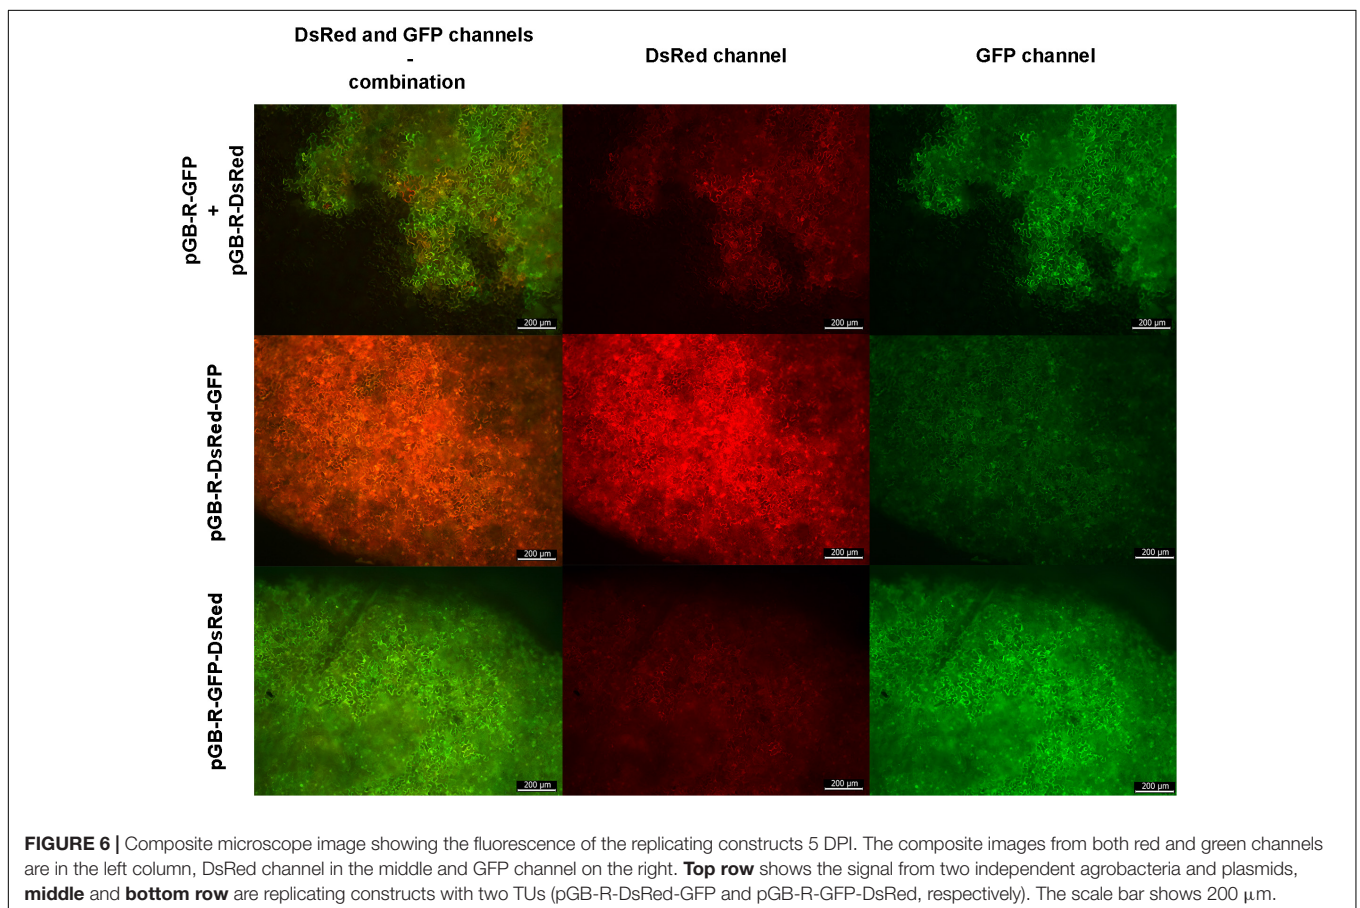 DsRed and GFP channels
-
combination
DsRed channel
GFP channel
pGB-R-GFP
+
pGB-R-DsRed
200 µm
200 µm
200 µm
pGB-R-DsRed-GFP
200 µm
200 µm
200 µm
pGB-R-GFP-DsRed
200 µm
200 µm
200 µm
FIGURE 6 | Composite microscope image showing the fluorescence of the replicating constructs 5 DPI. The composite images from both red and green channels
are in the left column, DsRed channel in the middle and GFP channel on the right. Top row shows the signal from two independent agrobacteria and plasmids,
middle and bottom row are replicating constructs with two TUs (pGB-R-DsRed-GFP and pGB-R-GFP-DsRed, respectively). The scale bar shows 200 µm.